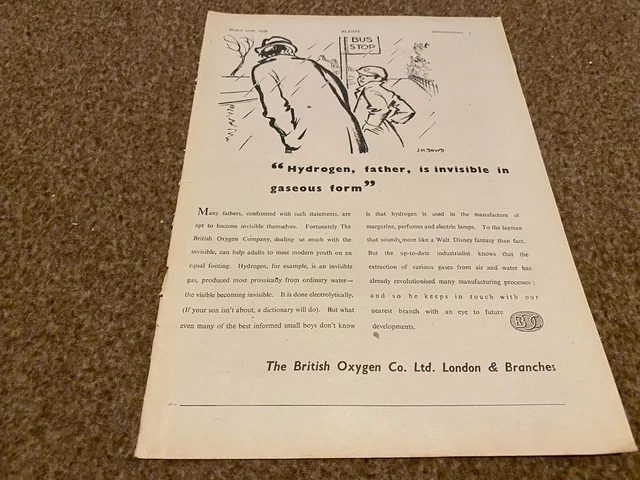 FLIGHT
BUS
STOP
J.H. DOWD
“Hydrogen, father, is invisible in
gaseous form”
Many fathers, confronted with such statements, are
apt to become invisible themselves. Fortunately The
British Oxygen Company, dealing so much with the
invisible, can help adults to meet modern youth on an
equal footing. Hydrogen, for example, is an invisible
gas, produced most prosaically from ordinary water—
the visible becoming invisible. It is done electrolytically.
(If your son isn't about, a dictionary will do). But what
even many of the best informed small boys don't know
is that hydrogen is used in the manufacture of
margarine, perfumes and electric lamps. To the layman
that sounds more like a Walt Disney fantasy than fact.
But the up-to-date industrialist knows that the
extraction of various gases from air and water has
already revolutionised many manufacturing processes;
and so he keeps in touch with our
nearest branch with an eye to future
developments.
BOC
The British Oxygen Co. Ltd. London & Branches